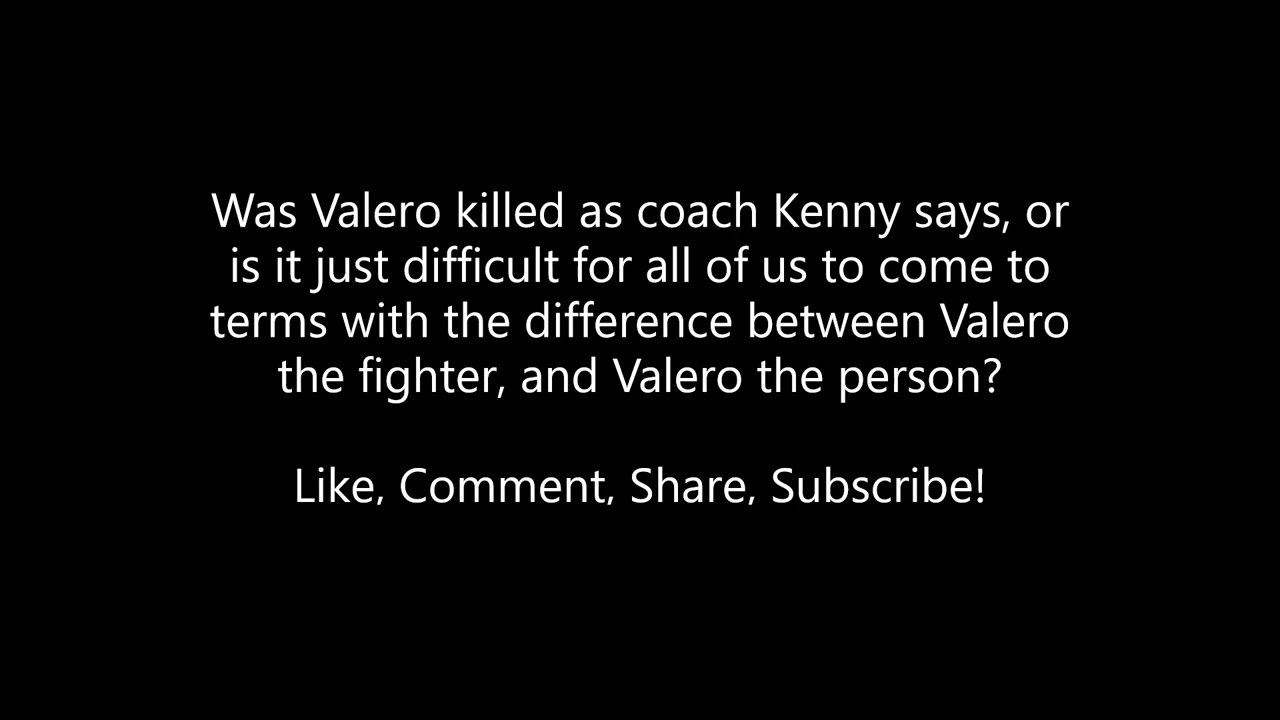 Was Valero killed as coach Kenny says, or
is it just difficult for all of us to come to
terms with the difference between Valero
the fighter, and Valero the person?
Like, Comment, Share, Subscribe!